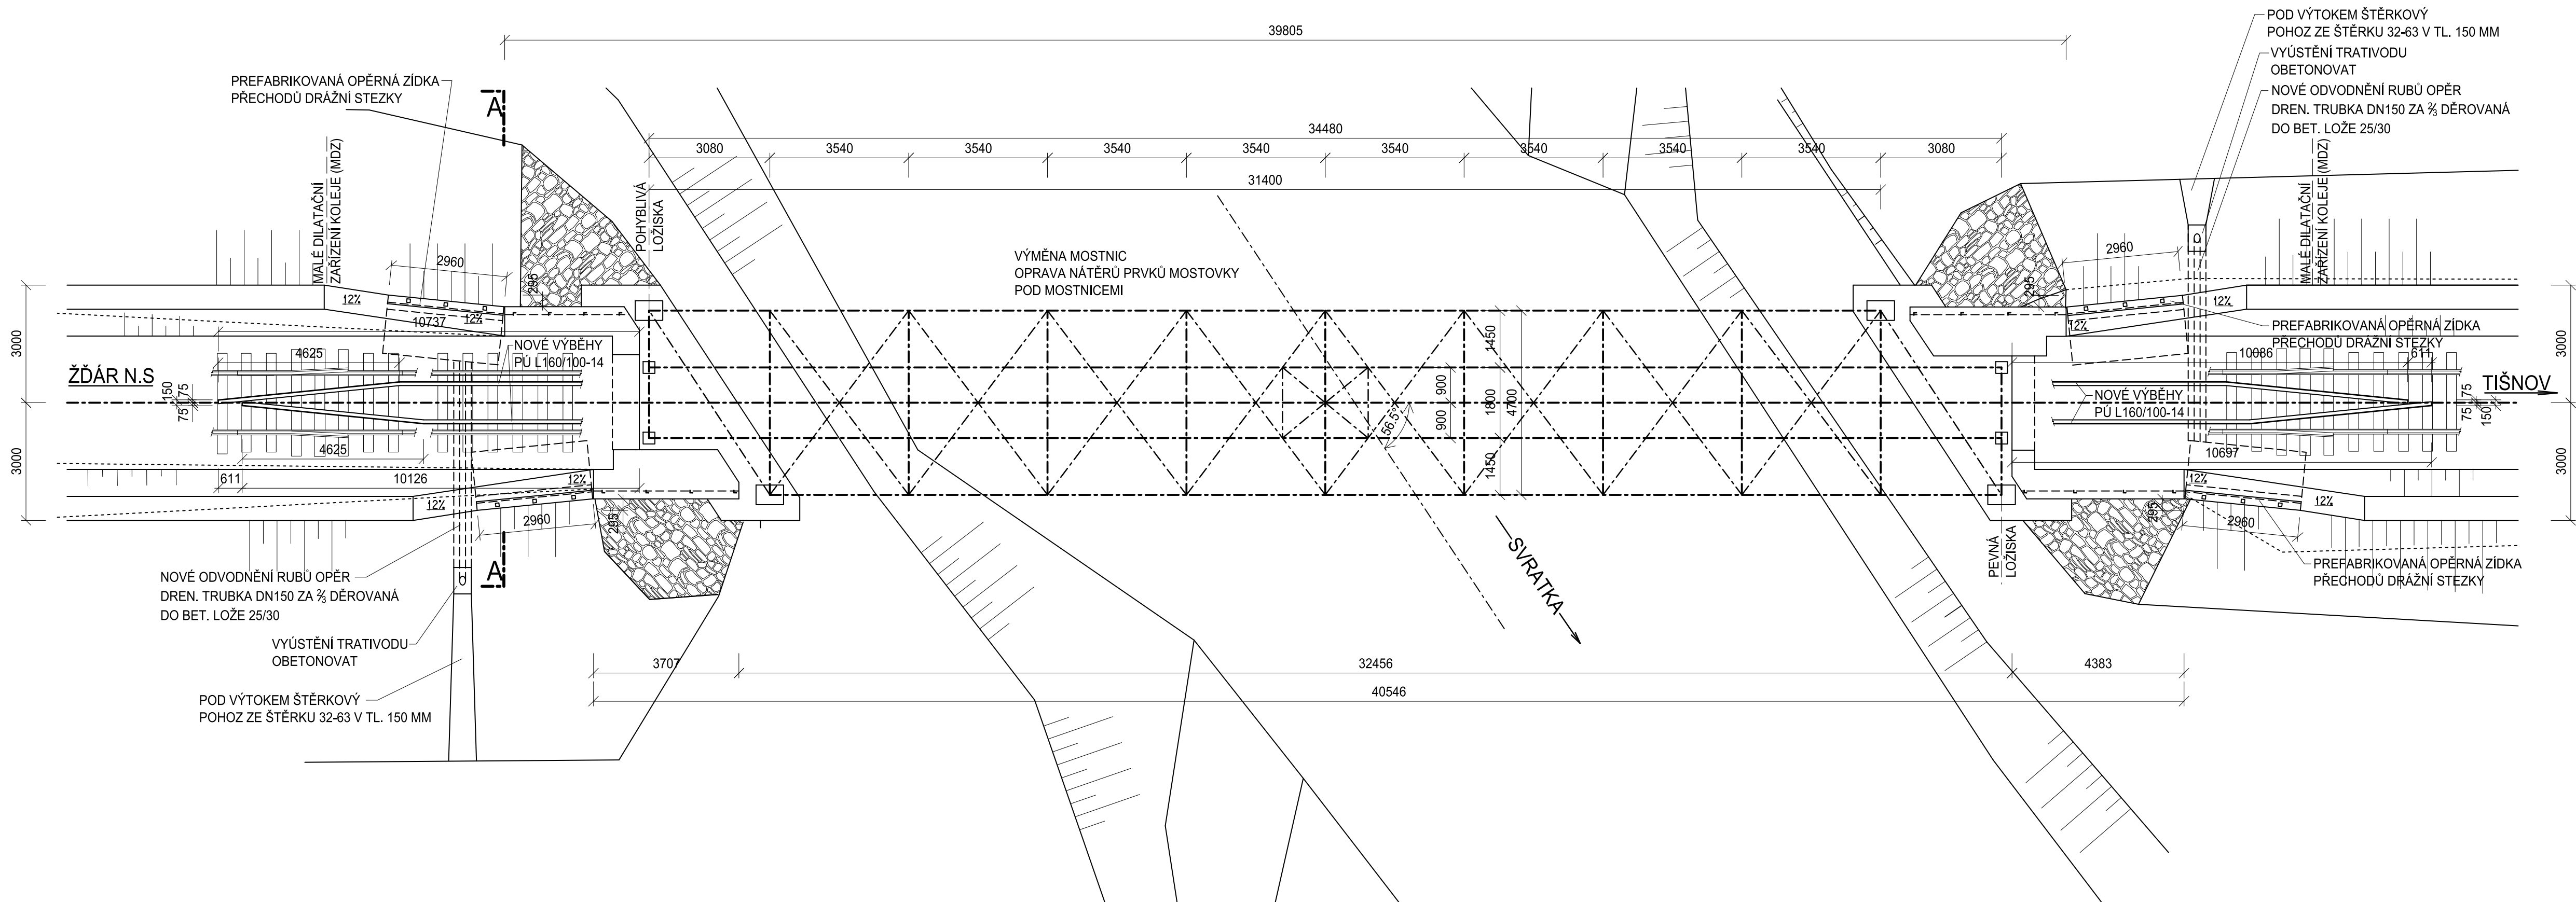 39805
POD VÝTOKEM ŠTĚRKOVÝ
POHOZ ZE ŠTĚRKU 32-63 V TL. 150 MM
VYÚSTĚNÍ TRATIVODU
OBETONOVAT
NOVÉ ODVODNĚNÍ RUBŮ OPĚR
DREN. TRUBKA DN150 ZA ⅔ DĚROVANÁ
DO BET. LOŽE 25/30
PREFABRIKOVANÁ OPĚRNÁ ZÍDKA
PŘECHODŮ DRÁŽNÍ STEZKY
A
34480
3080
3540
3540
3540
3540
3540
3540
3540
3540
3080
31400
MALÉ DILATAČNÍ
ZAŘÍZENÍ KOLEJE (MDZ)
POHYBLIVÁ
LOŽISKA
MALÉ DILATAČNÍ
ZAŘÍZENÍ KOLEJE (MDZ)
VÝMĚNA MOSTNIC
OPRAVA NÁTĚRŮ PRVKŮ MOSTOVKY
POD MOSTNICEMI
2960
295
12%
12%
10737
4625
NOVÉ VÝBĚHY
PÚ L160/100-14
ŽĎÁR N.S
3000
3000
150
75
75
4625
611
10126
12%
12%
2960
295
1450
900
1800
4700
900
1450
56.5°
2960
295
12%
12%
PREFABRIKOVANÁ OPĚRNÁ ZÍDKA
PŘECHODŮ DRÁŽNÍ STEZKY
10086
611
NOVÉ VÝBĚHY
PÚ L160/100-14
TIŠNOV
75
75
150
3000
3000
10697
12%
12%
295
2960
PREFABRIKOVANÁ OPĚRNÁ ZÍDKA
PŘECHODŮ DRÁŽNÍ STEZKY
PEVNÁ
LOŽISKA
SVRATKA
A
NOVÉ ODVODNĚNÍ RUBŮ OPĚR
DREN. TRUBKA DN150 ZA ⅔ DĚROVANÁ
DO BET. LOŽE 25/30
VYÚSTĚNÍ TRATIVODU
OBETONOVAT
POD VÝTOKEM ŠTĚRKOVÝ
POHOZ ZE ŠTĚRKU 32-63 V TL. 150 MM
3707
32456
4383
40546